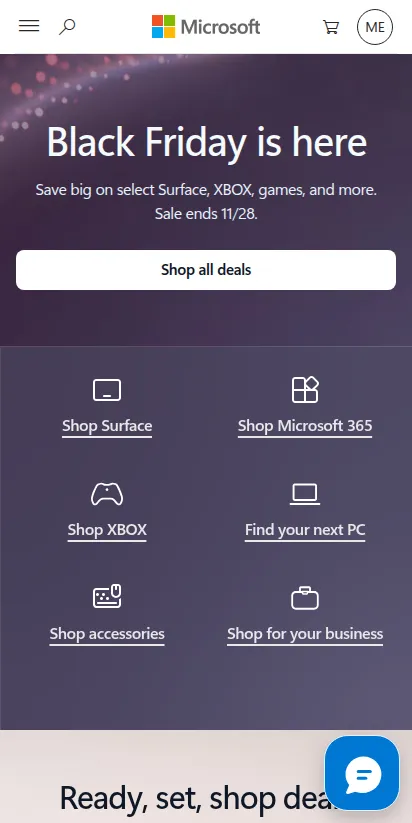 Microsoft
ME
Black Friday is here
Save big on select Surface, XBOX, games, and more.
Sale ends 11/28.
Shop all deals
Shop Surface
Shop Microsoft 365
Shop XBOX
Find your next PC
Shop accessories
Shop for your business
Ready, set, shop